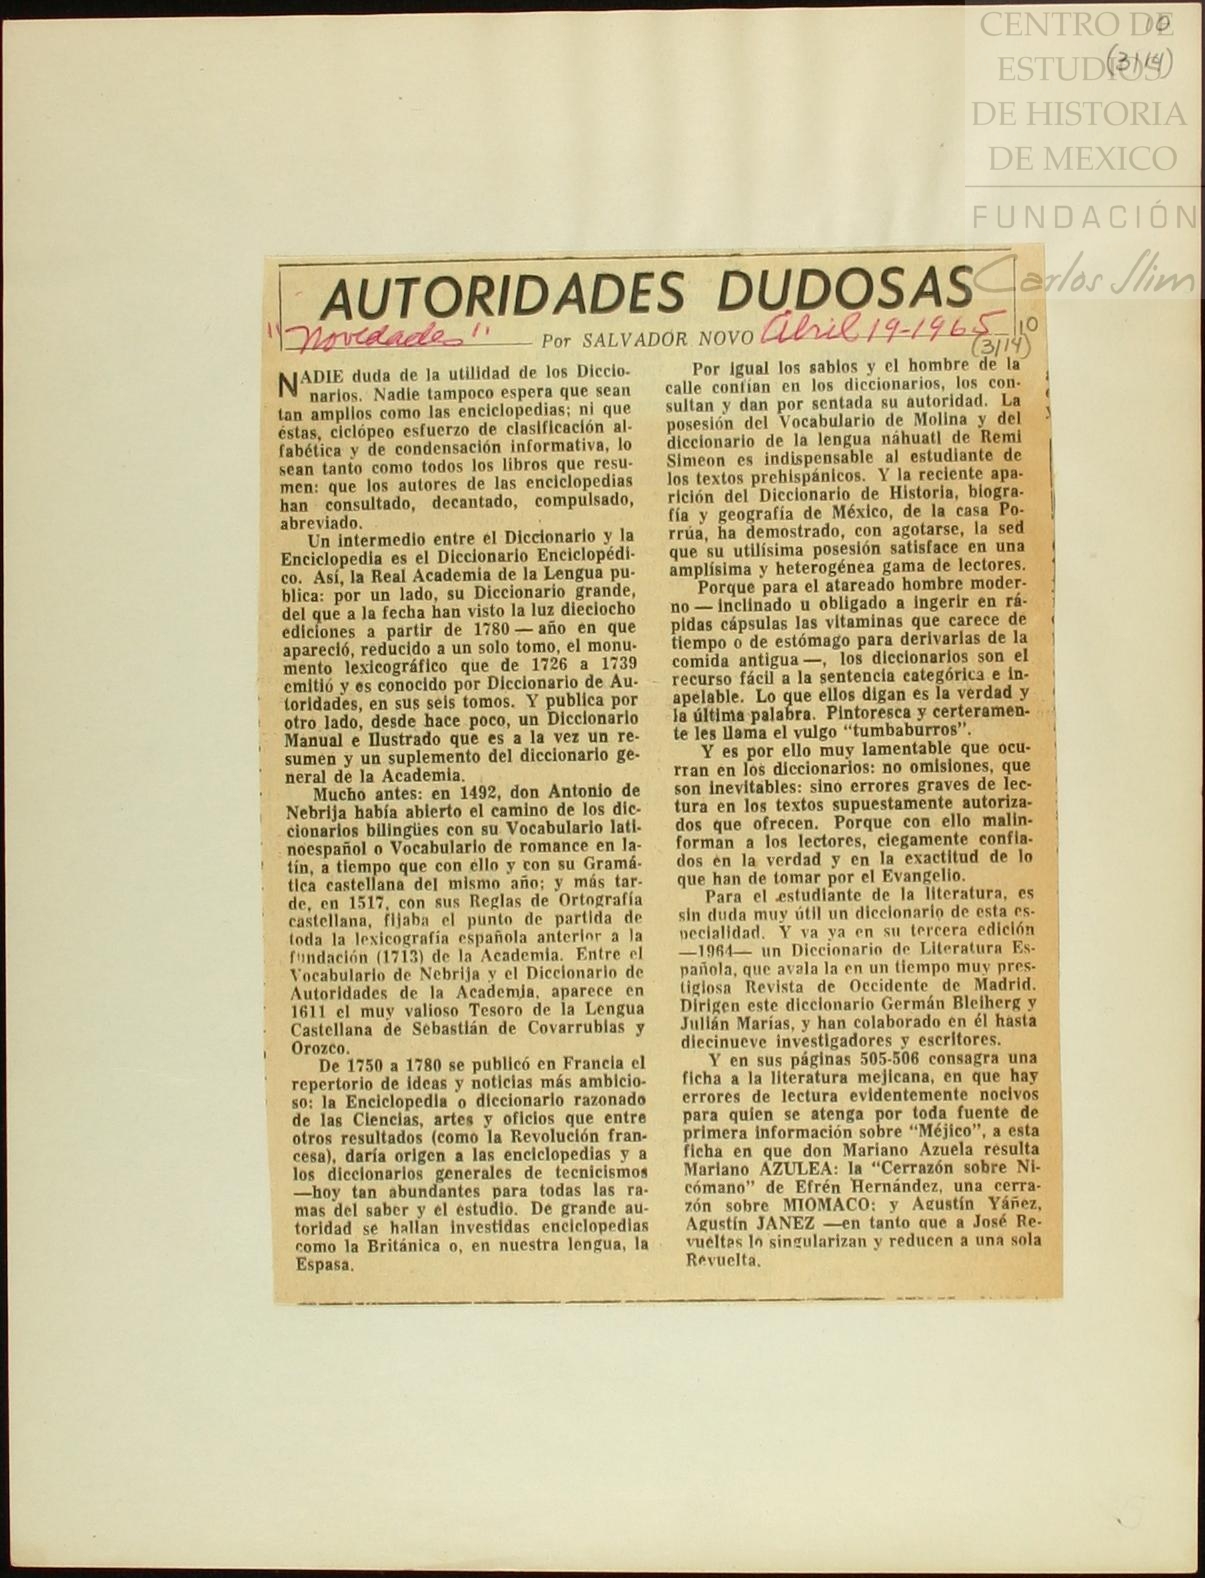 CENTRO DE
ESTUDIOS
DE HISTORIA
DE MEXICO
FUNDACIÓN
Carlos Slim
10
(3/14)
AUTORIDADES DUDOSAS
"Novedades"
Por SALVADOR NOVO
Abril 19-1965
10
(3/14)
NADIE duda de la utilidad de los Diccio-
narios. Nadie tampoco espera que sean
tan amplios como las enciclopedias; ni que
éstas, ciclópeo esfuerzo de clasificación al-
fabética y de condensación informativa, lo
sean tanto como todos los libros que resu-
men: que los autores de las enciclopedias
han consultado, decantado, compulsado,
abreviado.
Un intermedio entre el Diccionario y la
Enciclopedia es el Diccionario Enciclopédi-
co. Así, la Real Academia de la Lengua pu-
blica: por un lado, su Diccionario grande,
del que a la fecha han visto la luz dieciocho
ediciones a partir de 1780 — año en que
apareció, reducido a un solo tomo, el monu-
mento lexicográfico que de 1726 a 1739
emitió y es conocido por Diccionario de Au-
toridades, en sus seis tomos. Y publica por
otro lado, desde hace poco, un Diccionario
Manual e Ilustrado que es a la vez un re-
sumen y un suplemento del diccionario ge-
neral de la Academia.
Mucho antes: en 1492, don Antonio de
Nebrija había abierto el camino de los dic-
cionarios bilingües con su Vocabulario lati-
noespañol o Vocabulario de romance en la-
tín, a tiempo que con ello y con su Gramá-
tica castellana del mismo año; y más tar-
de, en 1517, con sus Reglas de Ortografía
castellana, fijaba el punto de partida de
toda la lexicografía española anterior a la
fundación (1713) de la Academia. Entre el
Vocabulario de Nebrija y el Diccionario de
Autoridades de la Academia, aparece en
1611 el muy valioso Tesoro de la Lengua
Castellana de Sebastián de Covarrubias y
Orozco.
De 1750 a 1780 se publicó en Francia el
repertorio de ideas y noticias más ambicio-
so: la Enciclopedia o diccionario razonado
de las Ciencias, artes y oficios que entre
otros resultados (como la Revolución fran-
cesa), daría origen a las enciclopedias y a
los diccionarios generales de tecnicismos
—hoy tan abundantes para todas las ra-
mas del saber y el estudio. De grande au-
toridad se hallan investidas enciclopedias
como la Británica o, en nuestra lengua, la
Espasa.
Por igual los sabios y el hombre de la
calle confían en los diccionarios, los con-
sultan y dan por sentada su autoridad. La
posesión del Vocabulario de Molina y del
diccionario de la lengua náhuatl de Remi
Simeon es indispensable al estudiante de
los textos prehispánicos. Y la reciente apa-
rición del Diccionario de Historia, biogra-
fía y geografía de México, de la casa Po-
rrúa, ha demostrado, con agotarse, la sed
que su utilísima posesión satisface en una
amplísima y heterogénea gama de lectores.
Porque para el atareado hombre moder-
no — inclinado u obligado a ingerir en rá-
pidas cápsulas las vitaminas que carece de
tiempo o de estómago para derivarlas de la
comida antigua —, los diccionarios son el
recurso fácil a la sentencia categórica e in-
apelable. Lo que ellos digan es la verdad y
la última palabra. Pintoresca y certeramen-
te les llama el vulgo "tumbaburros".
Y es por ello muy lamentable que ocu-
rran en los diccionarios: no omisiones, que
son inevitables: sino errores graves de lec-
tura en los textos supuestamente autoriza-
dos que ofrecen. Porque con ello malin-
forman a los lectores, ciegamente confia-
dos en la verdad y en la exactitud de lo
que han de tomar por el Evangelio.
Para el estudiante de la literatura, es
sin duda muy útil un diccionario de esta es-
pecialidad. Y va ya en su tercera edición
—1964— un Diccionario de Literatura Es-
pañola, que avala la en un tiempo muy pres-
tigiosa Revista de Occidente de Madrid.
Dirigen este diccionario Germán Bleiberg y
Julián Marías, y han colaborado en él hasta
diecinueve investigadores y escritores.
Y en sus páginas 505-506 consagra una
ficha a la literatura mejicana, en que hay
errores de lectura evidentemente nocivos
para quien se atenga por toda fuente de
primera información sobre "Méjico", a esta
ficha en que don Mariano Azuela resulta
Mariano AZULEA: la "Cerrazón sobre Ni-
cómano" de Efrén Hernández, una cerra-
zón sobre MIOMACO: y Agustín Yáñez,
Agustín JANEZ —en tanto que a José Re-
vueltas lo singularizan y reducen a una sola
Revuelta.